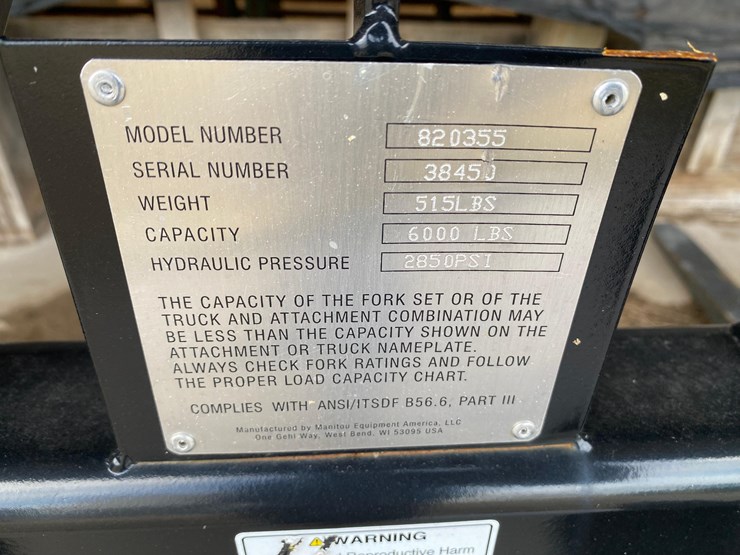 MODEL NUMBER 820355
SERIAL NUMBER 38450
WEIGHT 515LBS
CAPACITY 6000 LBS
HYDRAULIC PRESSURE 2850PSI
THE CAPACITY OF THE FORK SET OR OF THE
TRUCK AND ATTACHMENT COMBINATION MAY
BE LESS THAN THE CAPACITY SHOWN ON THE
ATTACHMENT OR TRUCK NAMEPLATE.
ALWAYS CHECK FORK RATINGS AND FOLLOW
THE PROPER LOAD CAPACITY CHART.
COMPLIES WITH ANSI/ITSDF B56.6, PART III
Manufactured by Manitou Equipment America, LLC
One Gehl Way, West Bend, WI 53095 USA
WARNING
Reproductive Harm